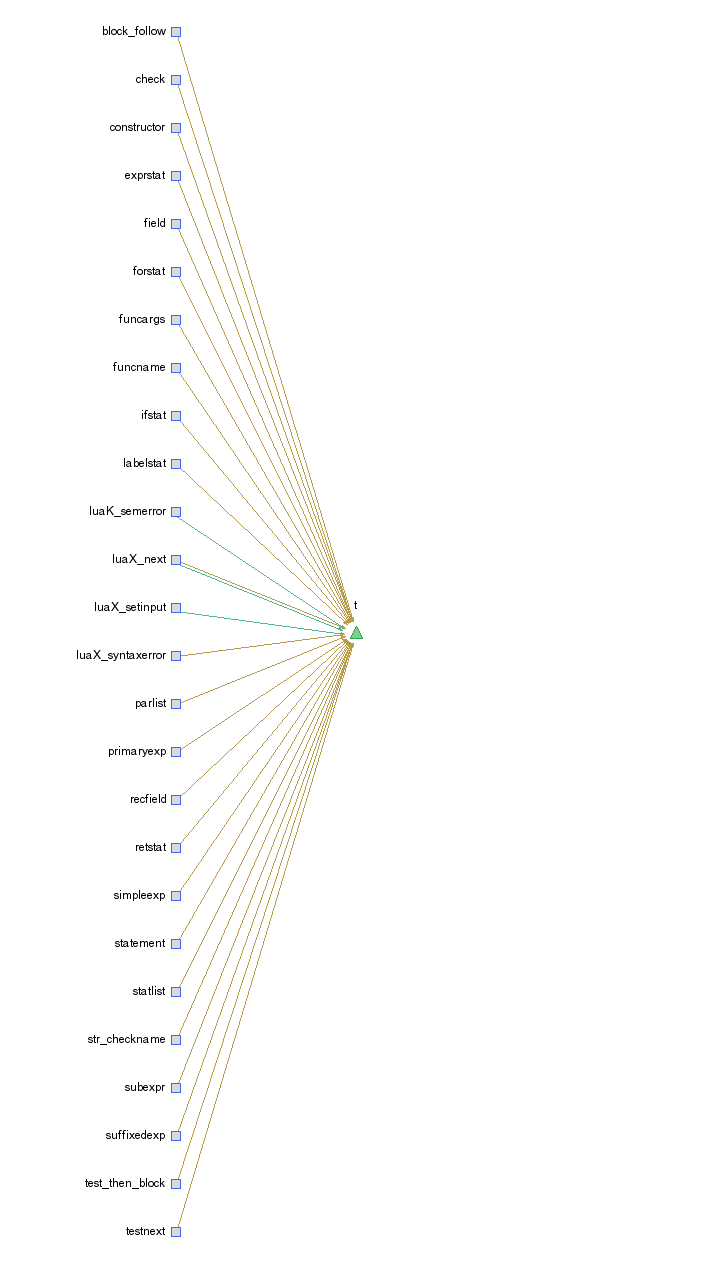 block_follow
check
constructor
exprstat
field
forstat
funcargs
funcname
ifstat
labelstat
luaK_semerror
luaX_next
luaX_setinput
t
luaX_syntaxerror
parlist
primaryexp
recfield
retstat
simpleexp
statement
statlist
str_checkname
subexpr
suffixedexp
test_then_block
testnext